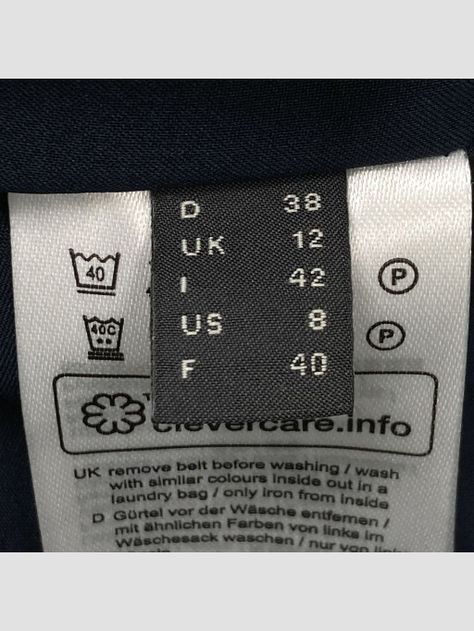 D 38
UK 12
I 42
US 8
F 40
40 P
40C P
clevercare.info
UK remove belt before washing / wash
with similar colours inside out in a
laundry bag / only iron from inside
D Gürtel vor der Wäsche entfernen /
mit ähnlichen Farben von links im
Wäschesack waschen / nur von links